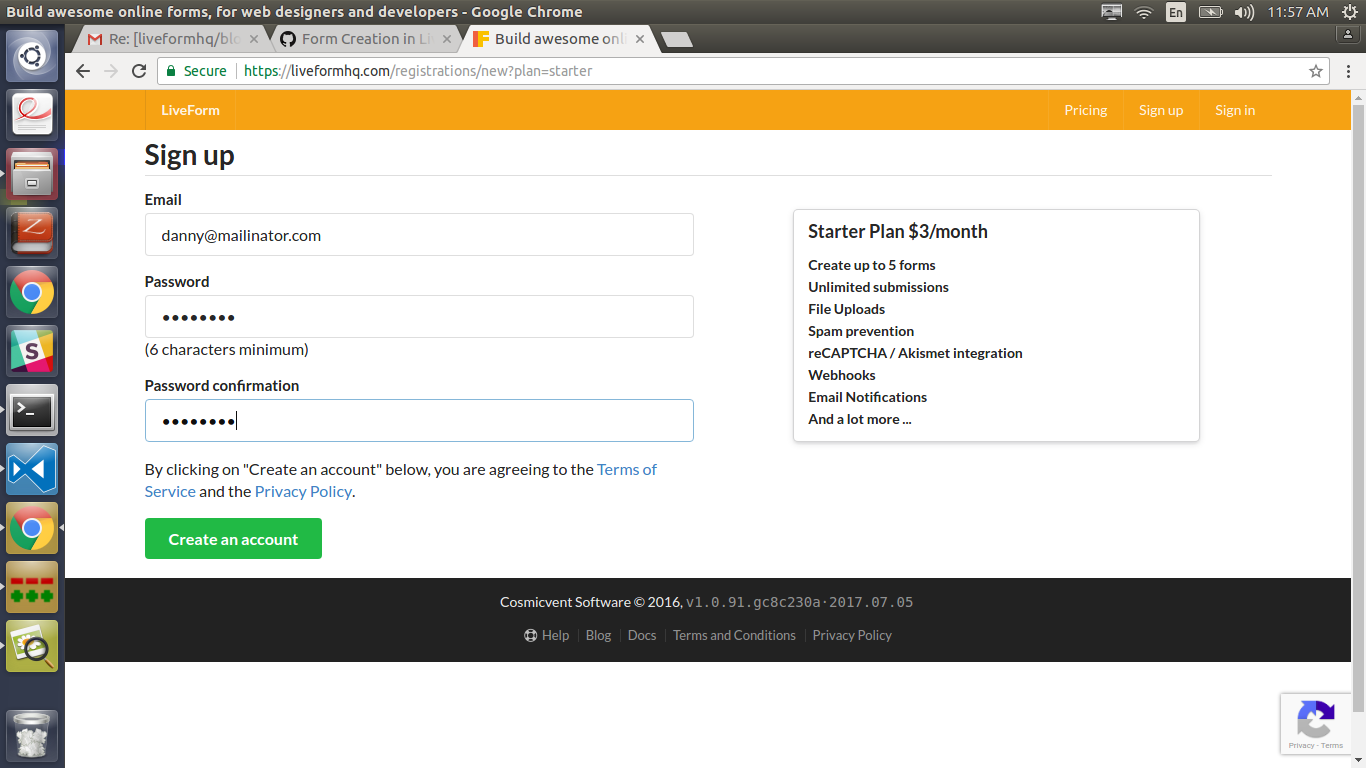 Build awesome online forms, for web designers and developers - Google Chrome
En
11:57 AM
Re: [liveformhq/blo
Form Creation in Li
Build awesome onl
Secure
https://liveformhq.com/registrations/new?plan=starter
LiveForm
Pricing
Sign up
Sign in
Sign up
Email
danny@mailinator.com
Password
••••••••
(6 characters minimum)
Password confirmation
••••••••
By clicking on "Create an account" below, you are agreeing to the Terms of
Service and the Privacy Policy.
Create an account
Starter Plan $3/month
Create up to 5 forms
Unlimited submissions
File Uploads
Spam prevention
reCAPTCHA / Akismet integration
Webhooks
Email Notifications
And a lot more ...
Cosmicvent Software © 2016, v1.0.91.gc8c230a·2017.07.05
Help
Blog
Docs
Terms and Conditions
Privacy Policy
Privacy - Terms